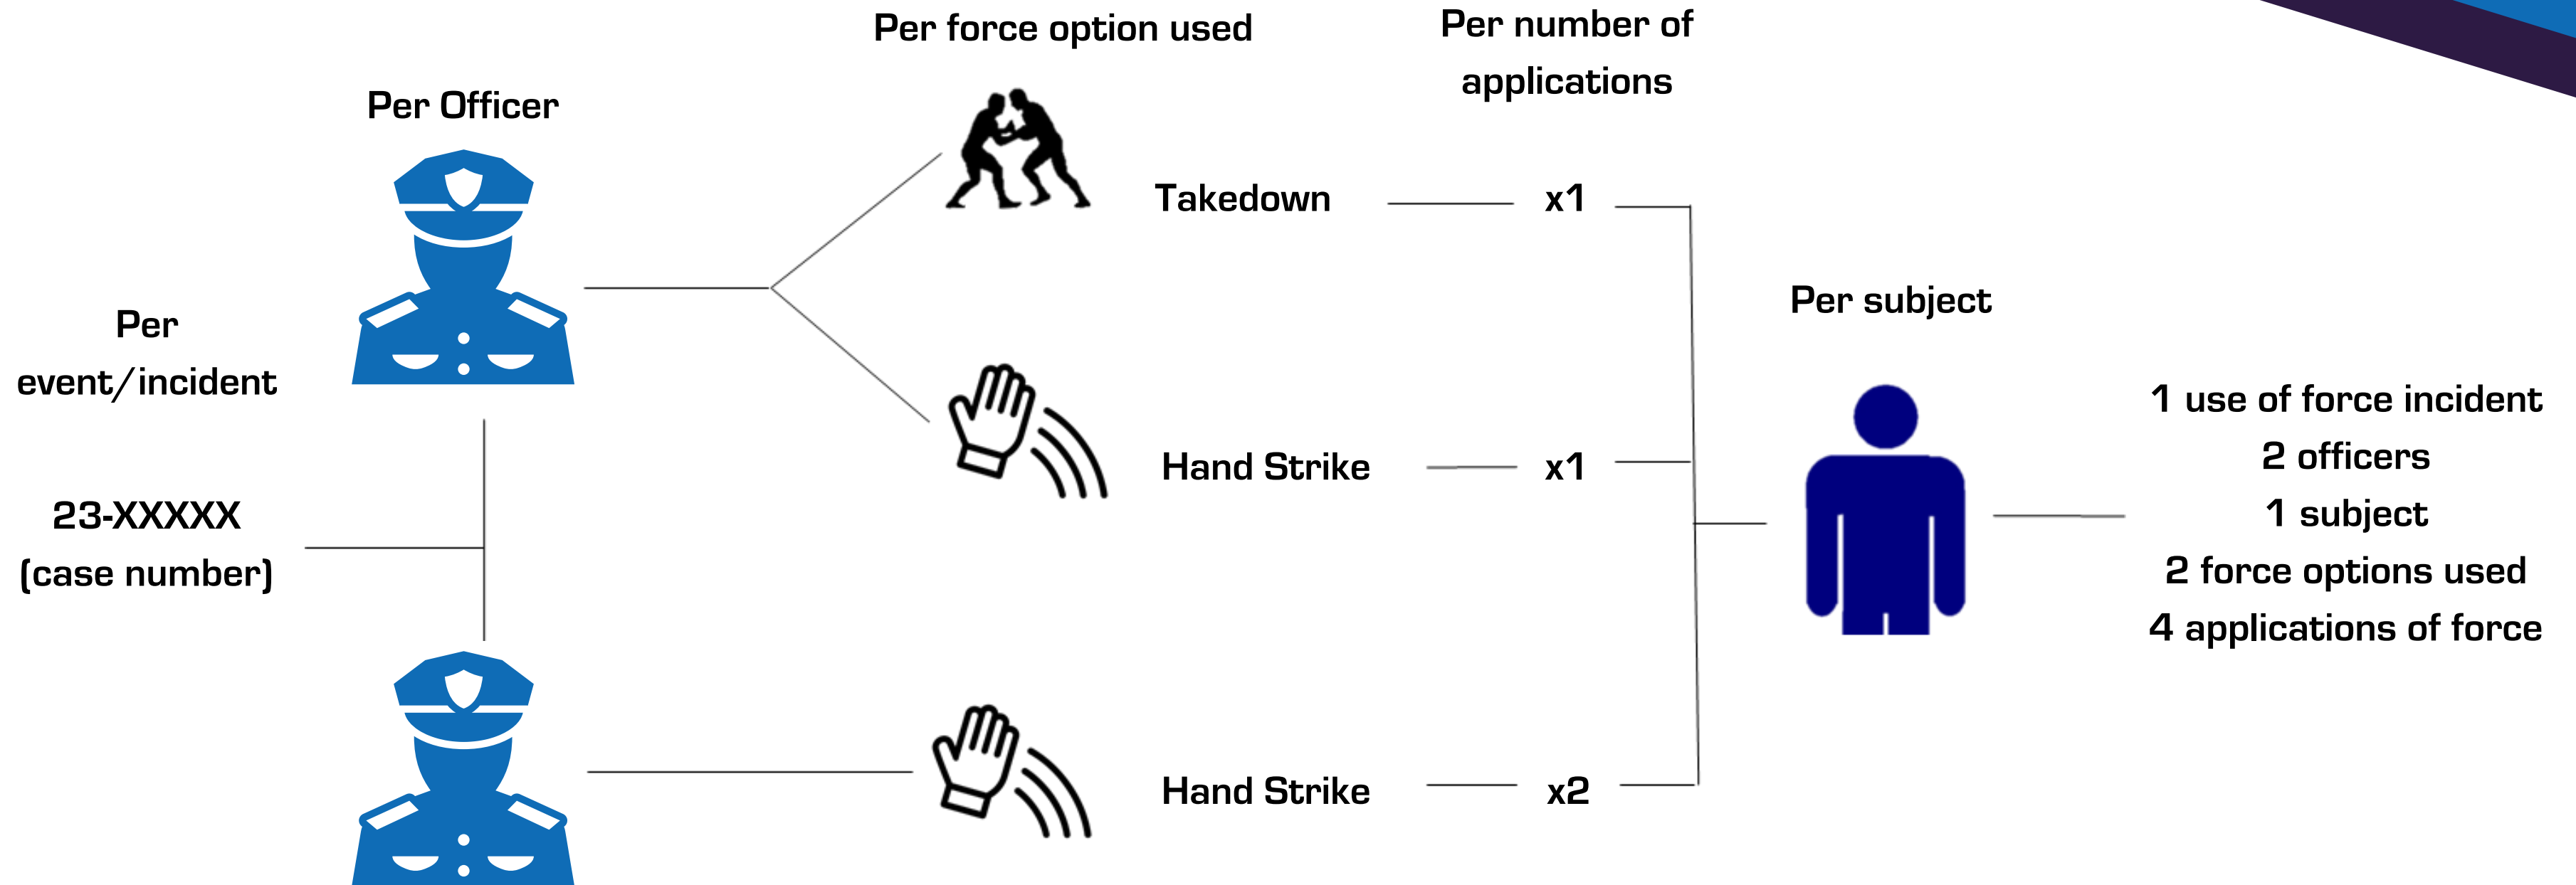 Per
event/incident
23-XXXXX
(case number)
Per Officer
Per force option used
Takedown
Hand Strike
Hand Strike
Per number of
applications
x1
x1
x2
Per subject
1 use of force incident
2 officers
1 subject
2 force options used
4 applications of force